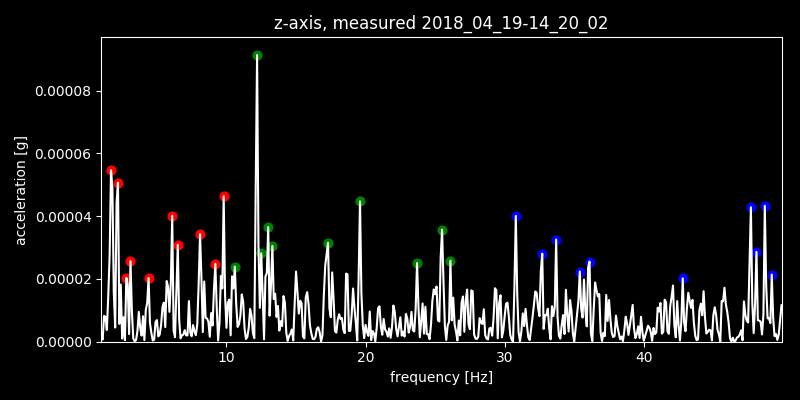 z-axis, measured 2018_04_19-14_20_02
0.00008
0.00006
0.00004
0.00002
0.00000
acceleration [g]
10 20 30 40
frequency [Hz]